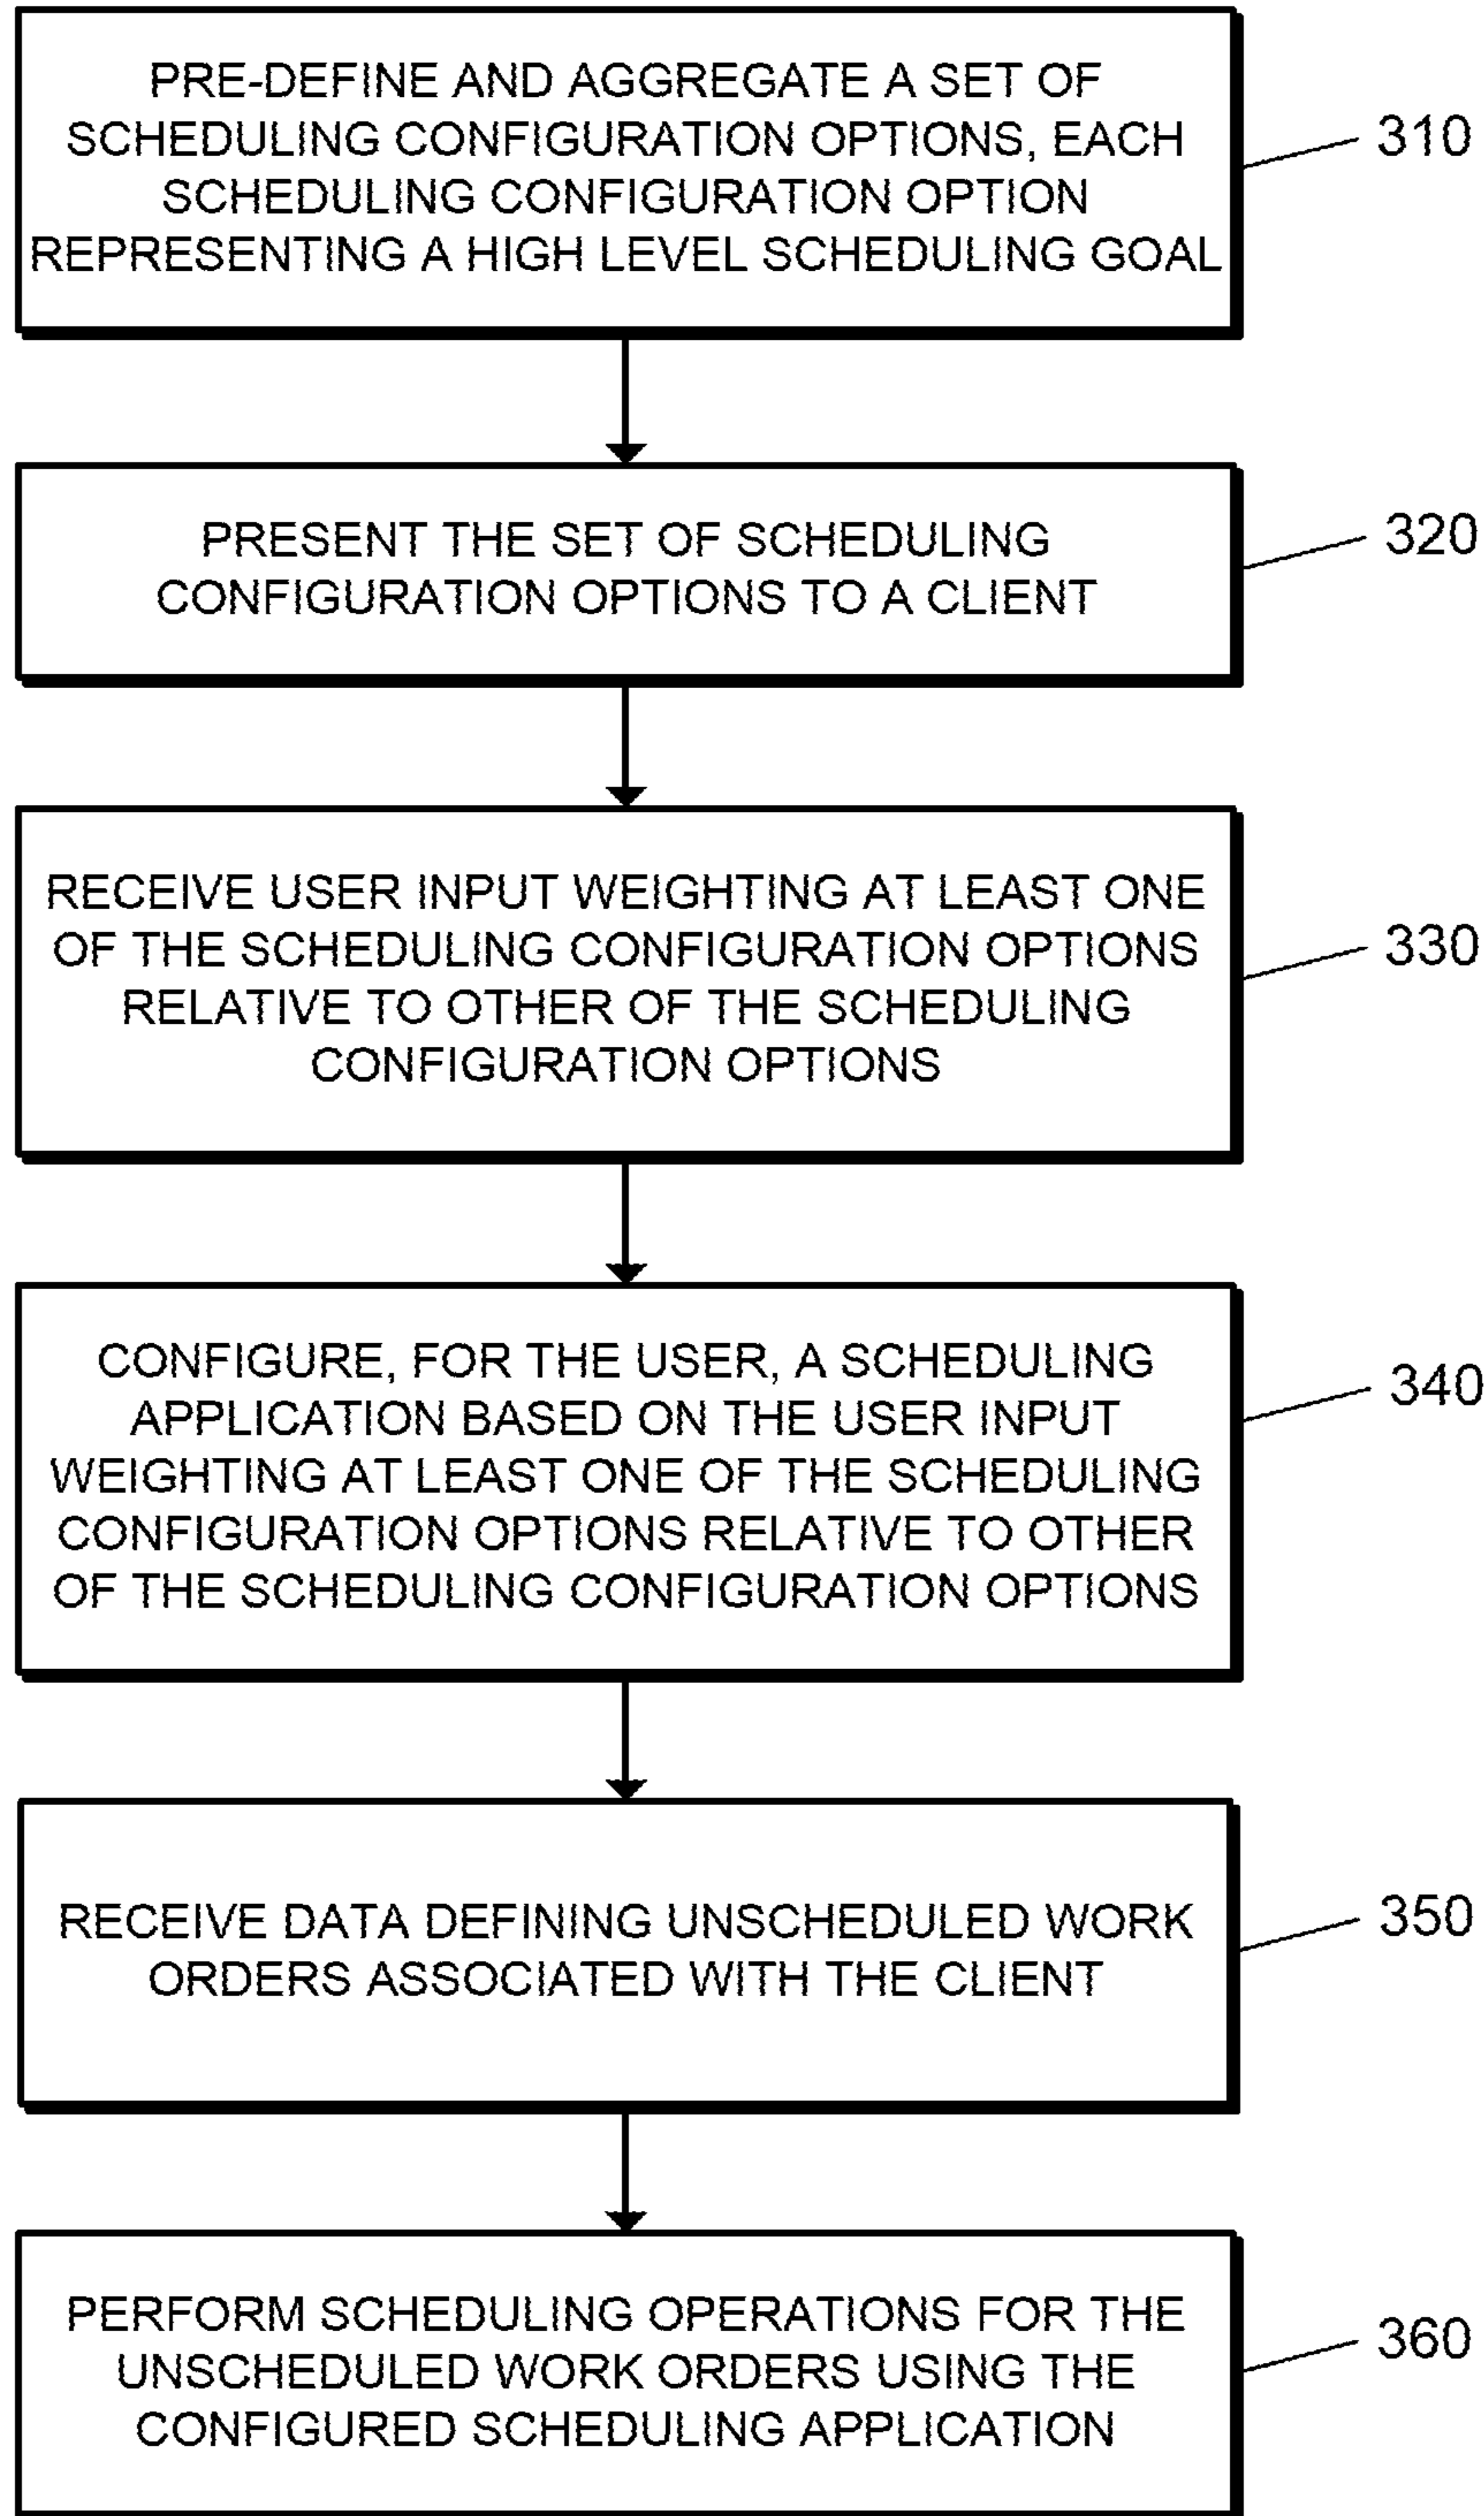 PRE-DEFINE AND AGGREGATE A SET OF
SCHEDULING CONFIGURATION OPTIONS, EACH
SCHEDULING CONFIGURATION OPTION
REPRESENTING A HIGH LEVEL SCHEDULING GOAL
310
PRESENT THE SET OF SCHEDULING
CONFIGURATION OPTIONS TO A CLIENT
320
RECEIVE USER INPUT WEIGHTING AT LEAST ONE
OF THE SCHEDULING CONFIGURATION OPTIONS
RELATIVE TO OTHER OF THE SCHEDULING
CONFIGURATION OPTIONS
330
CONFIGURE, FOR THE USER, A SCHEDULING
APPLICATION BASED ON THE USER INPUT
WEIGHTING AT LEAST ONE OF THE SCHEDULING
CONFIGURATION OPTIONS RELATIVE TO OTHER
OF THE SCHEDULING CONFIGURATION OPTIONS
340
RECEIVE DATA DEFINING UNSCHEDULED WORK
ORDERS ASSOCIATED WITH THE CLIENT
350
PERFORM SCHEDULING OPERATIONS FOR THE
UNSCHEDULED WORK ORDERS USING THE
CONFIGURED SCHEDULING APPLICATION
360